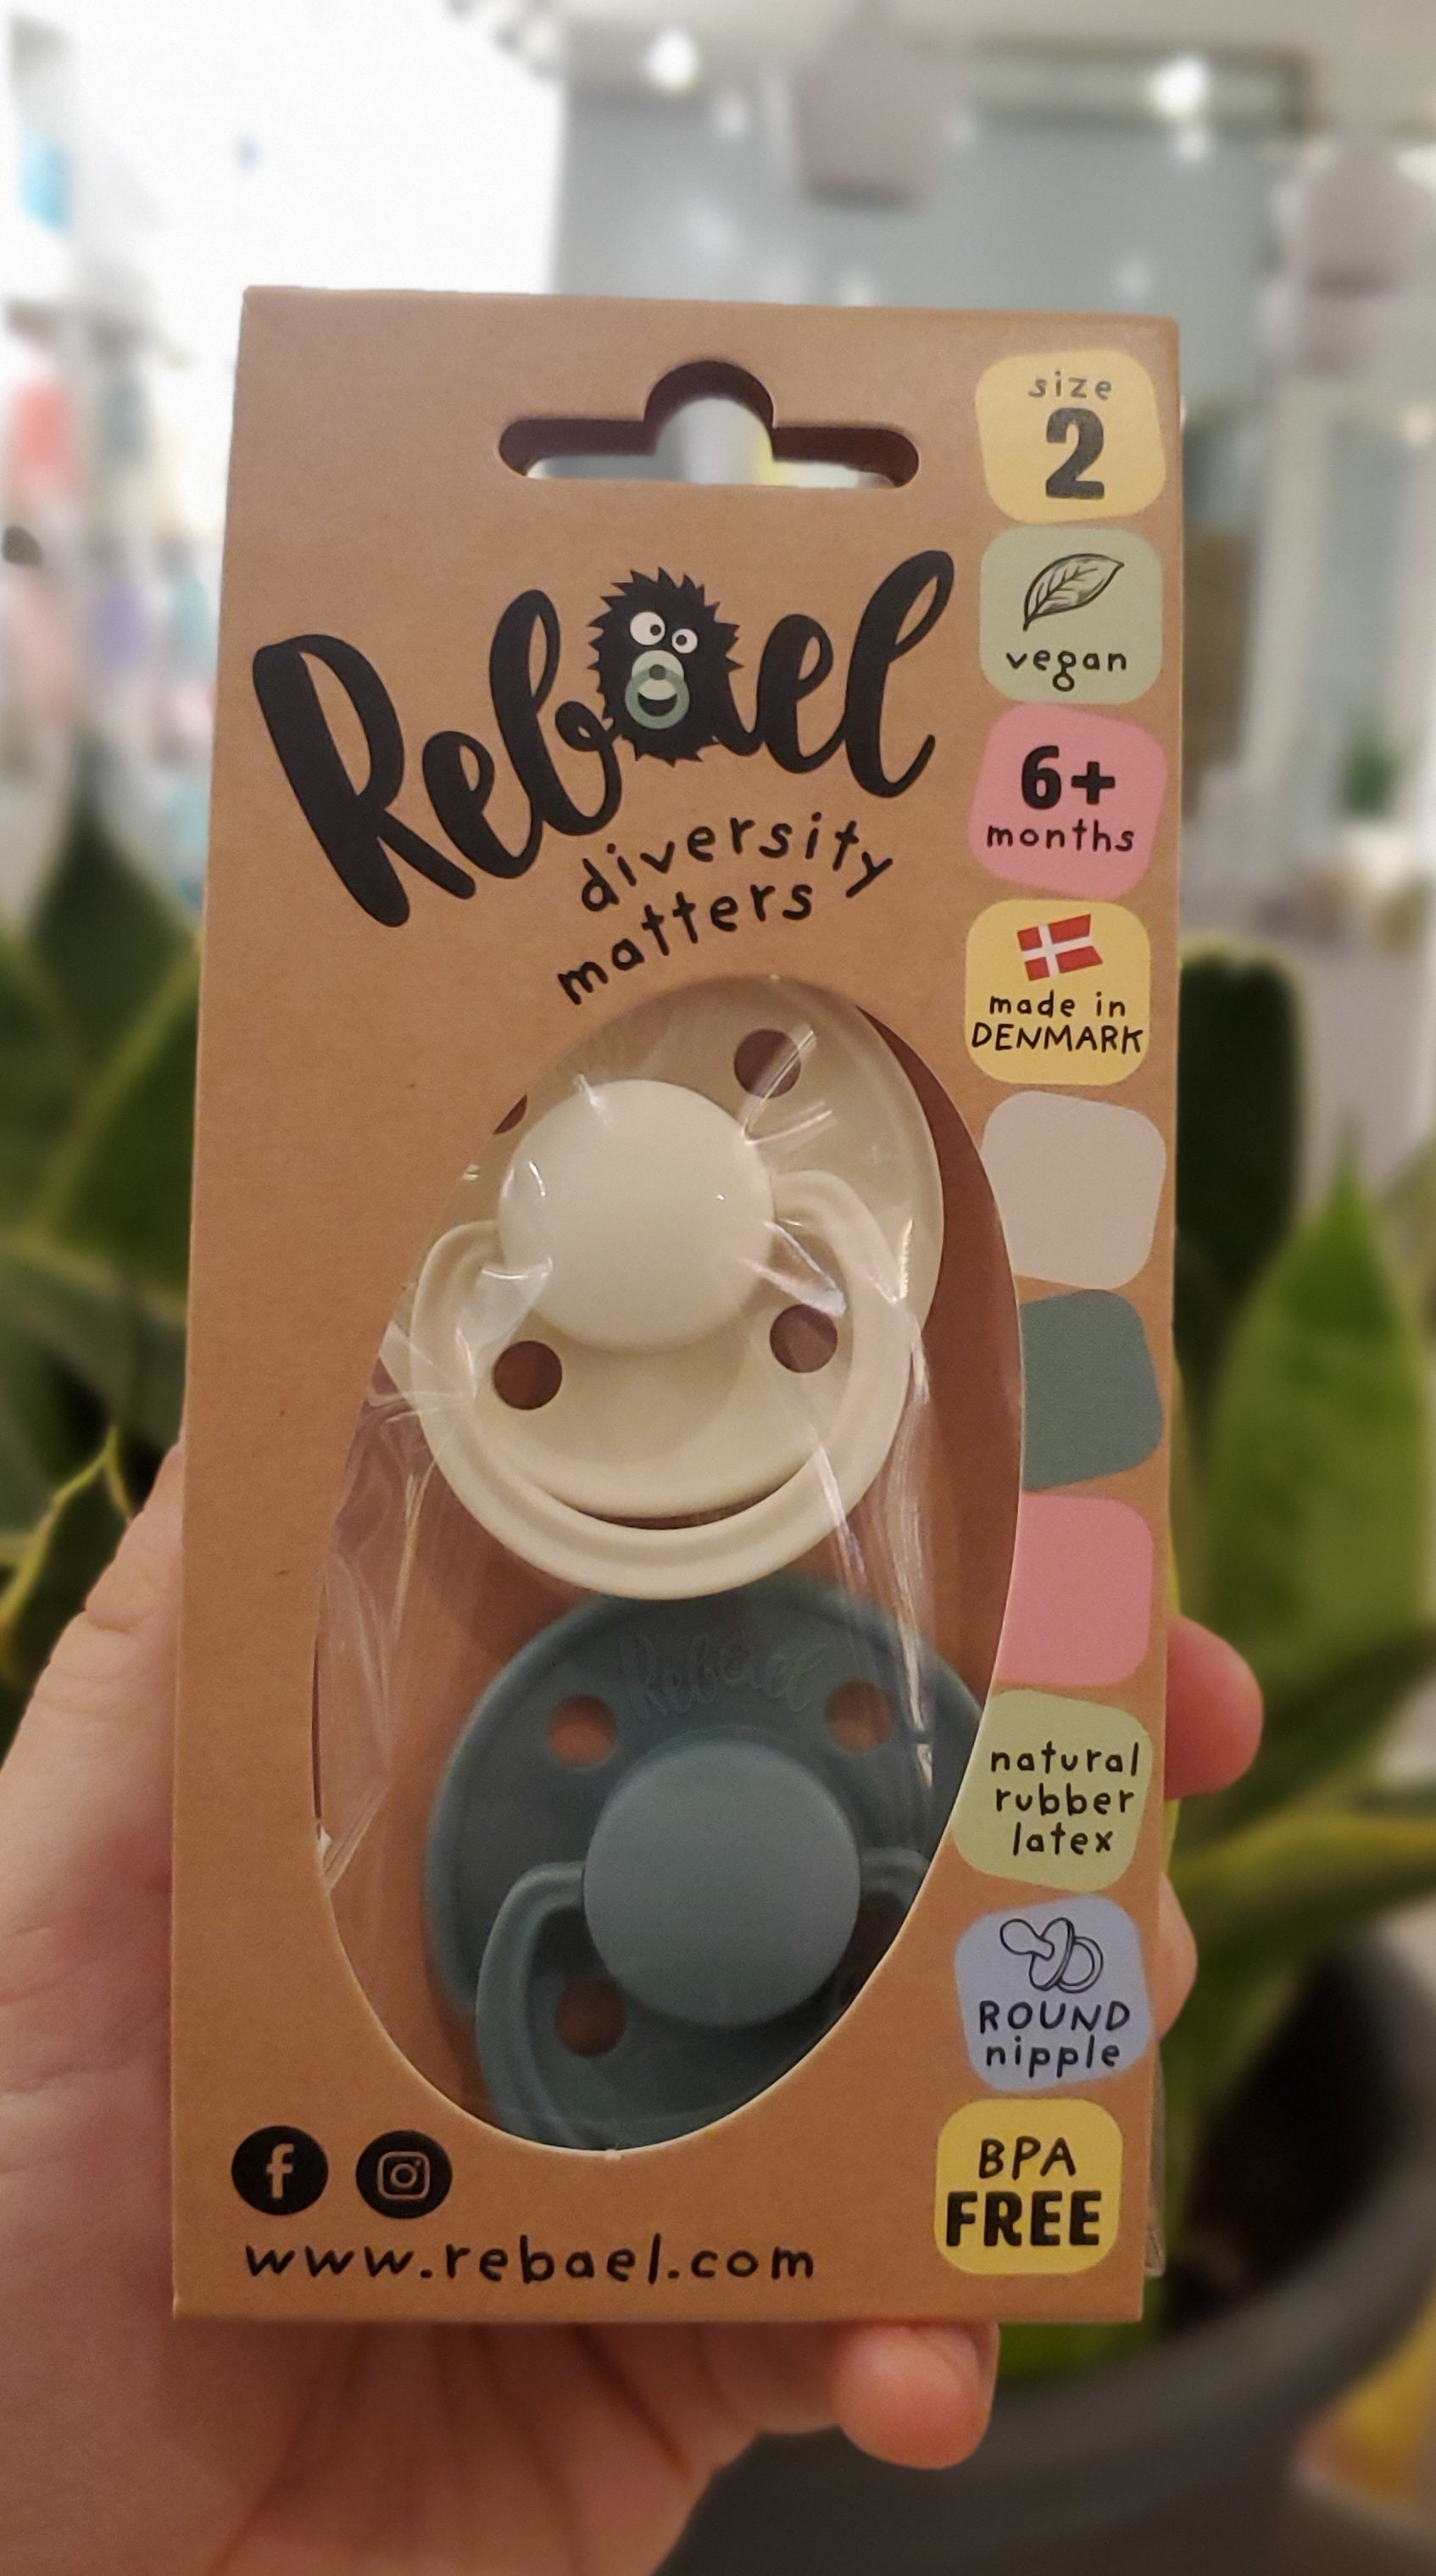 size
2
vegan
Rebael
diversity
matters
6+
months
made in
DENMARK
Rebael
natural
rubber
latex
ROUND
nipple
BPA
FREE
f
www.rebael.com